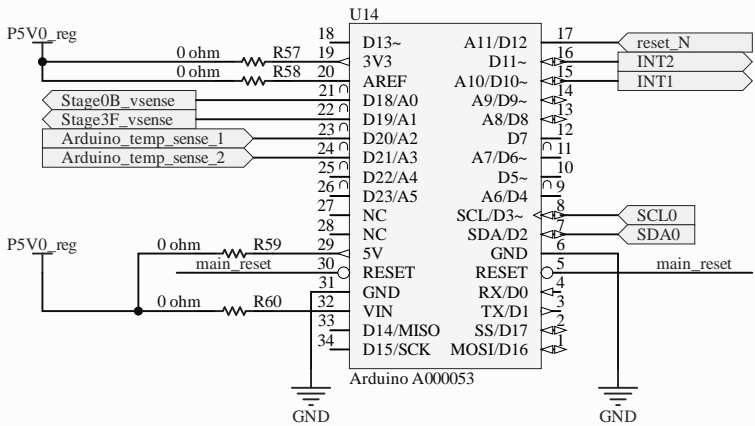 U14
P5V0_reg
18 D13~ A11/D12 17 reset_N
0 ohm R57 19 3V3 D11~ 16 INT2
0 ohm R58 20 AREF A10/D10~ 15 INT1
Stage0B_vsense 21 D18/A0 A9/D9~ 14
Stage3F_vsense 22 D19/A1 A8/D8 13
Arduino_temp_sense_1 23 D20/A2 D7 12
Arduino_temp_sense_2 24 D21/A3 A7/D6~ 11
25 D22/A4 D5~ 10
26 D23/A5 A6/D4 9
27 NC SCL/D3~ 8 SCL0
28 NC SDA/D2 7 SDA0
P5V0_reg 0 ohm R59 29 5V GND 6
main_reset 30 RESET RESET 5 main_reset
31 GND RX/D0 4
0 ohm R60 32 VIN TX/D1 3
33 D14/MISO SS/D17 2
34 D15/SCK MOSI/D16 1
Arduino A000053
GND GND